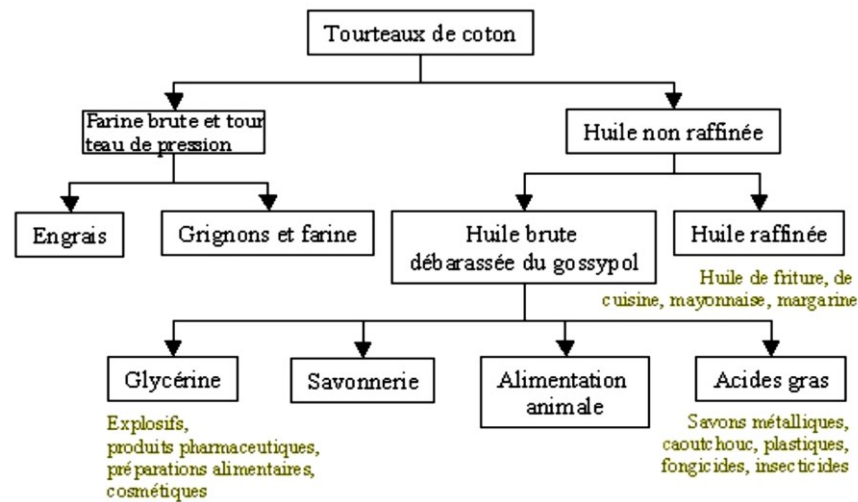 Tourteaux de coton
Farine brute et tour
teau de pression
Huile non raffinée
Engrais
Grignons et farine
Huile brute
débarassée du gossypol
Huile raffinée
Huile de friture, de
cuisine, mayonnaise, margarine
Glycérine
Savonnerie
Alimentation
animale
Acides gras
Explosifs,
produits pharmaceutiques,
préparations alimentaires,
cosmétiques
Savons métalliques,
caoutchouc, plastiques,
fongicides, insecticides